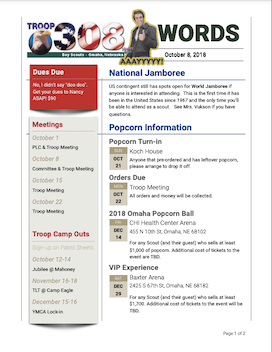 TROOP
308 WORDS
Boy Scouts - Omaha, Nebraska
AAAYYYYY!
October 8, 2018
Dues Due
No, I didn't say "doo doo".
Get your dues to Nancy
ASAP! $90
Meetings
October 1
PLC & Troop Meeting
October 8
Committee & Troop Meeting
October 15
Troop Meeting
October 22
Troop Meeting
Troop Camp Outs
Sign-up on Patrol Sheets
October 12-14
Jubilee @ Mahoney
November 16-18
TLT @ Camp Eagle
December 15-16
YMCA Lock-in
National Jamboree
US contingent still has spots open for World Jamboree if
anyone is interested in attending. This is the first time it has
been in the United States since 1967 and the only time you'll
be able to attend as a scout. See Mrs. Vukson if you have
questions.
Popcorn Information
Popcorn Turn-in
SUN
OCT
21
Koch House
Anyone that pre-ordered and has leftover popcorn,
please arrange to drop it off.
Orders Due
MON
OCT
22
Troop Meeting
All orders and money will be collected.
2018 Omaha Popcorn Ball
FRI
DEC
14
CHI Health Center Arena
455 N 10th St, Omaha, NE 68102
For any Scout (and their guest) who sells at least
$1,000 of popcorn. Additional cost of tickets to the
event are TBD.
VIP Experience
SAT
DEC
29
Baxter Arena
2425 S 67th St, Omaha, NE 68182
For any Scout (and their guest) who sells at least
$1,700. Additional cost of tickets to the event will be
TBD.
Page 1 of 2